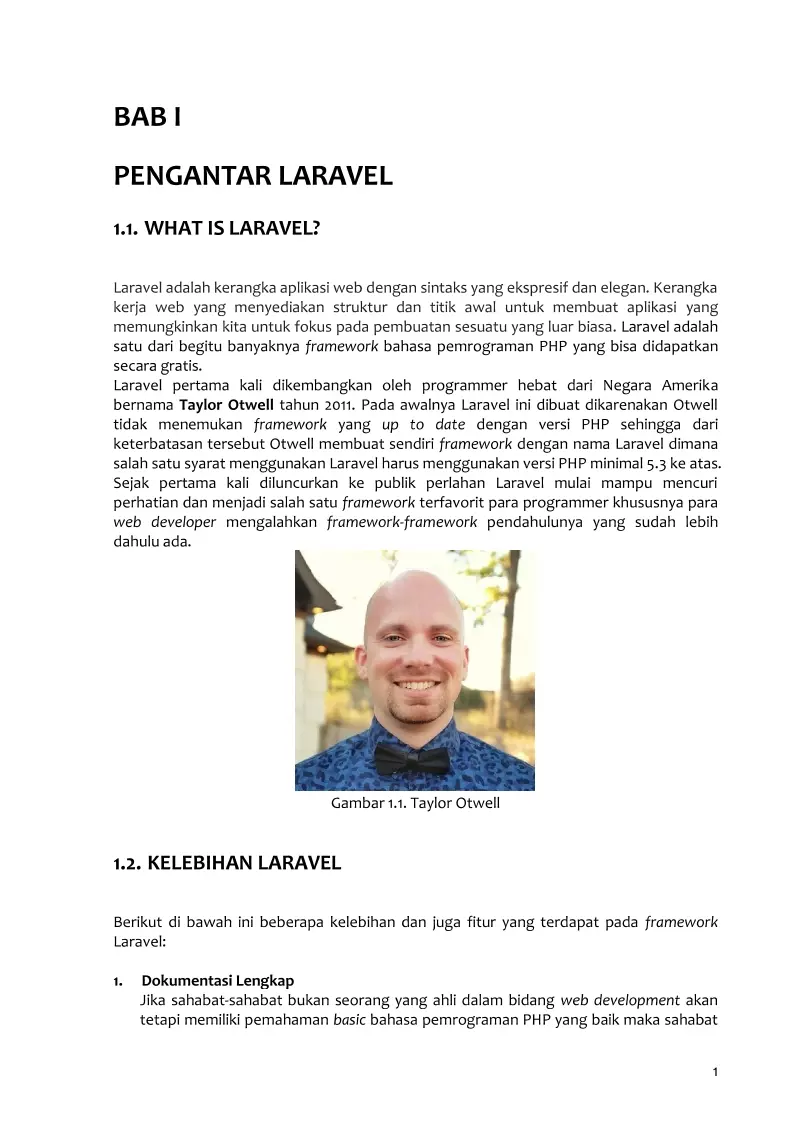 BAB I
PENGANTAR LARAVEL
1.1. WHAT IS LARAVEL?
Laravel adalah kerangka aplikasi web dengan sintaks yang ekspresif dan elegan. Kerangka
kerja web yang menyediakan struktur dan titik awal untuk membuat aplikasi yang
memungkinkan kita untuk fokus pada pembuatan sesuatu yang luar biasa. Laravel adalah
satu dari begitu banyaknya framework bahasa pemrograman PHP yang bisa didapatkan
secara gratis.
Laravel pertama kali dikembangkan oleh programmer hebat dari Negara Amerika
bernama Taylor Otwell tahun 2011. Pada awalnya Laravel ini dibuat dikarenakan Otwell
tidak menemukan framework yang up to date dengan versi PHP sehingga dari
keterbatasan tersebut Otwell membuat sendiri framework dengan nama Laravel dimana
salah satu syarat menggunakan Laravel harus menggunakan versi PHP minimal 5.3 ke atas.
Sejak pertama kali diluncurkan ke publik perlahan Laravel mulai mampu mencuri
perhatian dan menjadi salah satu framework terfavorit para programmer khususnya para
web developer mengalahkan framework-framework pendahulunya yang sudah lebih
dahulu ada.
Gambar 1.1. Taylor Otwell
1.2. KELEBIHAN LARAVEL
Berikut di bawah ini beberapa kelebihan dan juga fitur yang terdapat pada framework
Laravel:
1. Dokumentasi Lengkap
Jika sahabat-sahabat bukan seorang yang ahli dalam bidang web development akan
tetapi memiliki pemahaman basic bahasa pemrograman PHP yang baik maka sahabat
1